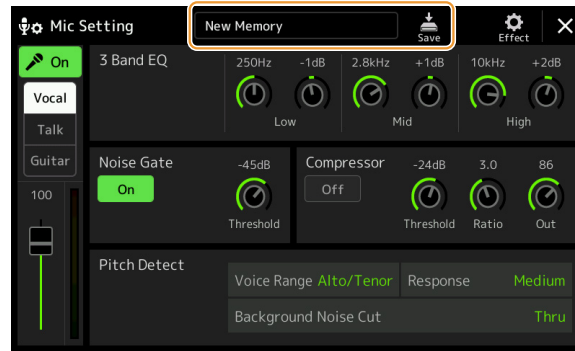 Mic Setting New Memory Save Effect
On
Vocal
Talk
Guitar
100
3 Band EQ
250Hz -1dB 2.8kHz +1dB 10kHz +2dB
Low Mid High
Noise Gate
On
-45dB
Threshold
Compressor
Off
-24dB 3.0 86
Threshold Ratio Out
Pitch Detect
Voice Range Alto/Tenor Response Medium
Background Noise Cut Thru